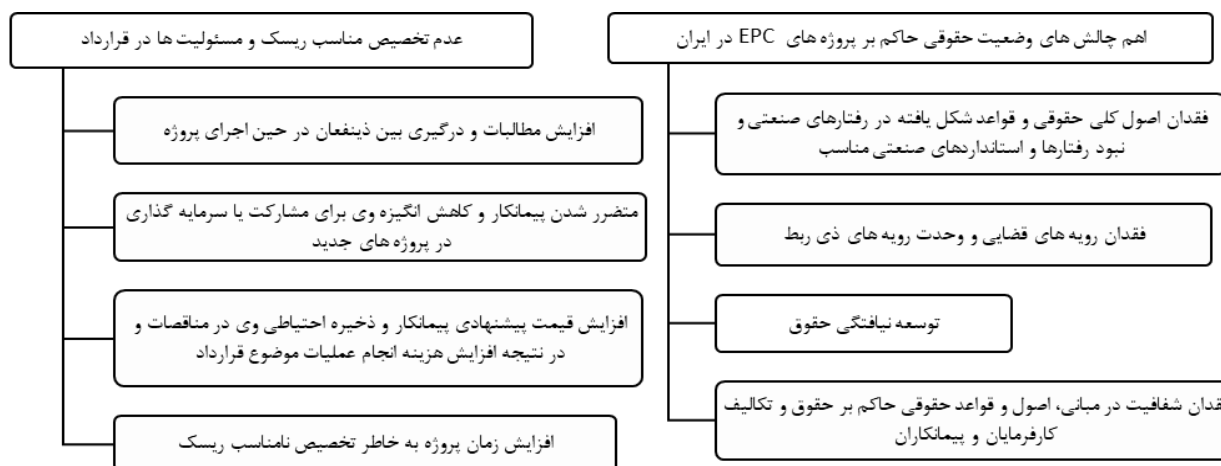 اهم چالش های وضعیت حقوقی حاکم بر پروژه های EPC در ایران
فقدان اصول کلی حقوقی و قواعد شکل یافته در رفتارهای صنعتی و
نبود رفتارها و استانداردهای صنعتی مناسب
فقدان رویه های قضایی و وحدت رویه های ذی ربط
توسعه نیافتگی حقوق
قدان شفافیت در مبانی، اصول و قواعد حقوقی حاکم بر حقوق و تکالیف
کارفرمایان و پیمانکاران
عدم تخصیص مناسب ریسک و مسئولیت ها در قرارداد
افزایش مطالبات و درگیری بین ذینفعان در حین اجرای پروژه
متضرر شدن پیمانکار و کاهش انگیزه وی برای مشارکت یا سرمایه گذاری
در پروژه های جدید
افزایش قیمت پیشنهادی پیمانکار و ذخیره احتیاطی وی در مناقصات و
در نتیجه افزایش هزینه انجام عملیات موضوع قرارداد
افزایش زمان پروژه به خاطر تخصیص نامناسب ریسک